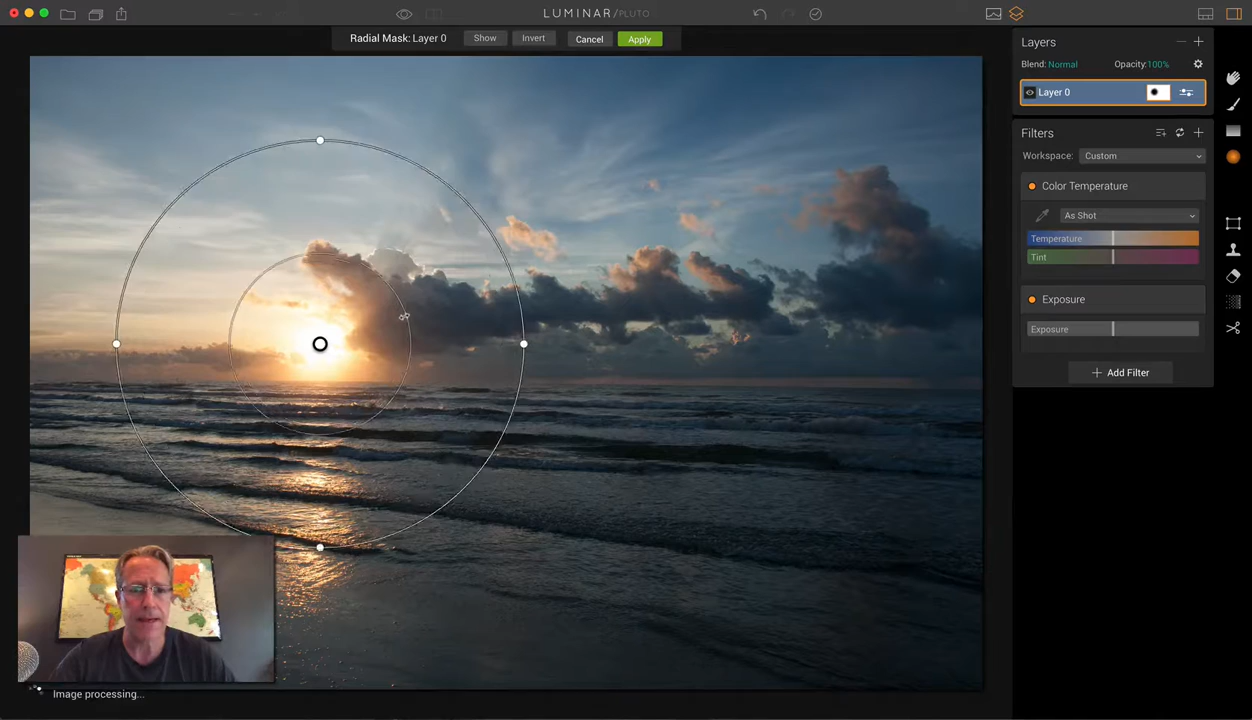 LUMINAR/PLUTO
Radial Mask: Layer 0
Show
Invert
Cancel
Apply
Layers
Blend: Normal
Opacity: 100%
Layer 0
Filters
Workspace:
Custom
Color Temperature
As Shot
Temperature
Tint
Exposure
Exposure
Add Filter
Image processing...